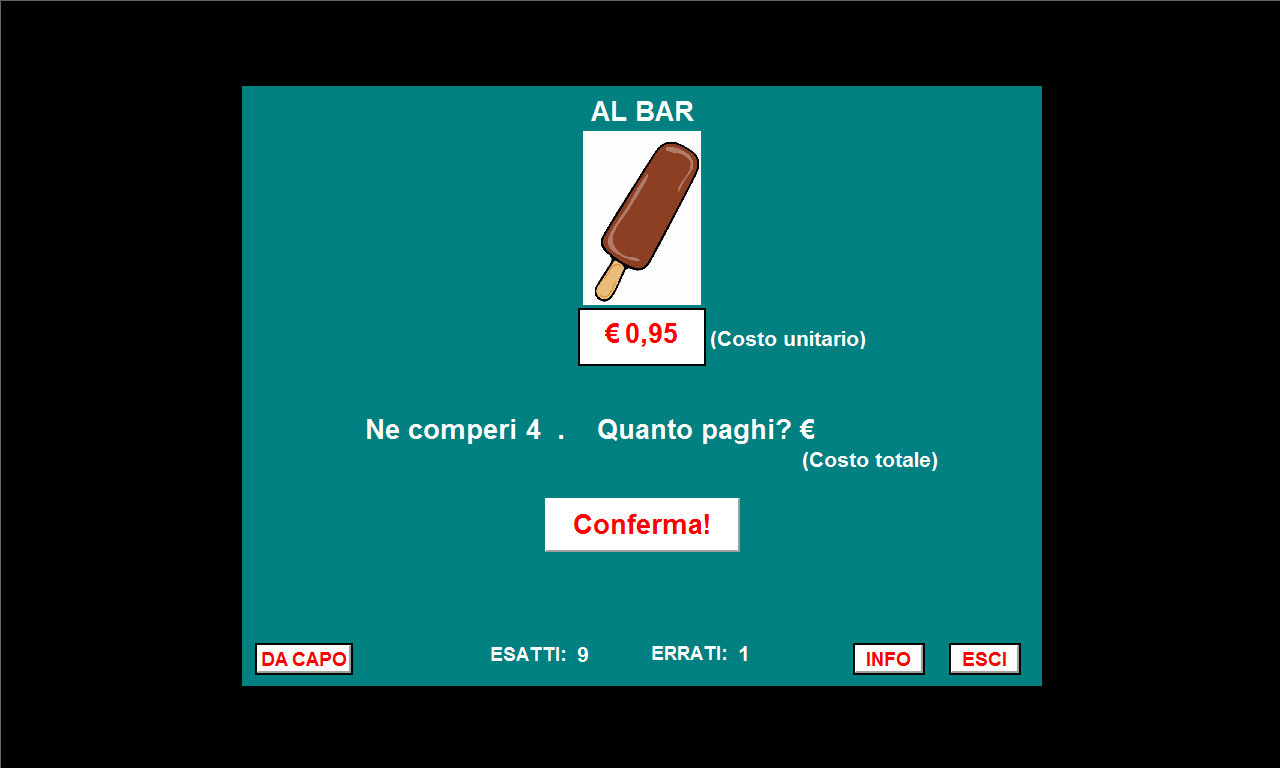 AL BAR
€ 0,95
(Costo unitario)
Ne comperi 4 . Quanto paghi? €
(Costo totale)
Conferma!
DA CAPO
ESATTI: 9
ERRATI: 1
INFO
ESCI